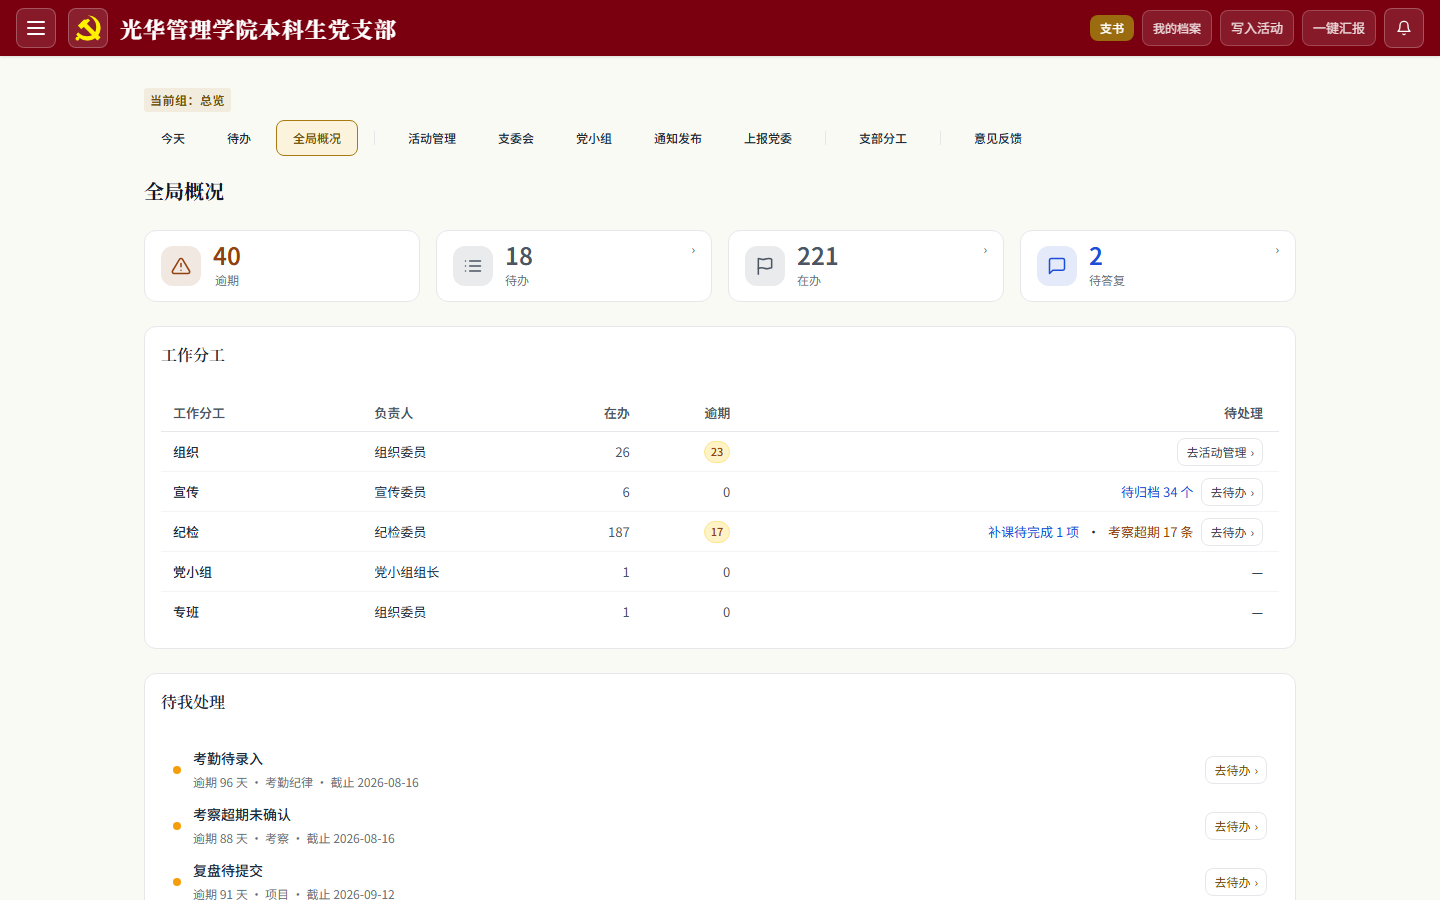 光华管理学院本科生党支部
支书 我的档案 写入活动 一键汇报
当前组：总览
今天 待办 全局概况 活动管理 支委会 党小组 通知发布 上报党委 支部分工 意见反馈
全局概况
40 逾期
18 待办 ›
221 在办 ›
2 待答复 ›
工作分工
工作分工 负责人 在办 逾期 待处理
组织 组织委员 26 23 去活动管理 ›
宣传 宣传委员 6 0 待归档 34 个 去待办 ›
纪检 纪检委员 187 17 补课待完成 1 项 · 考察超期 17 条 去待办 ›
党小组 党小组组长 1 0 —
专班 组织委员 1 0 —
待我处理
考勤待录入
逾期 96 天 · 考勤纪律 · 截止 2026-08-16 去待办 ›
考察超期未确认
逾期 88 天 · 考察 · 截止 2026-08-16 去待办 ›
复盘待提交
逾期 91 天 · 项目 · 截止 2026-09-12 去待办 ›